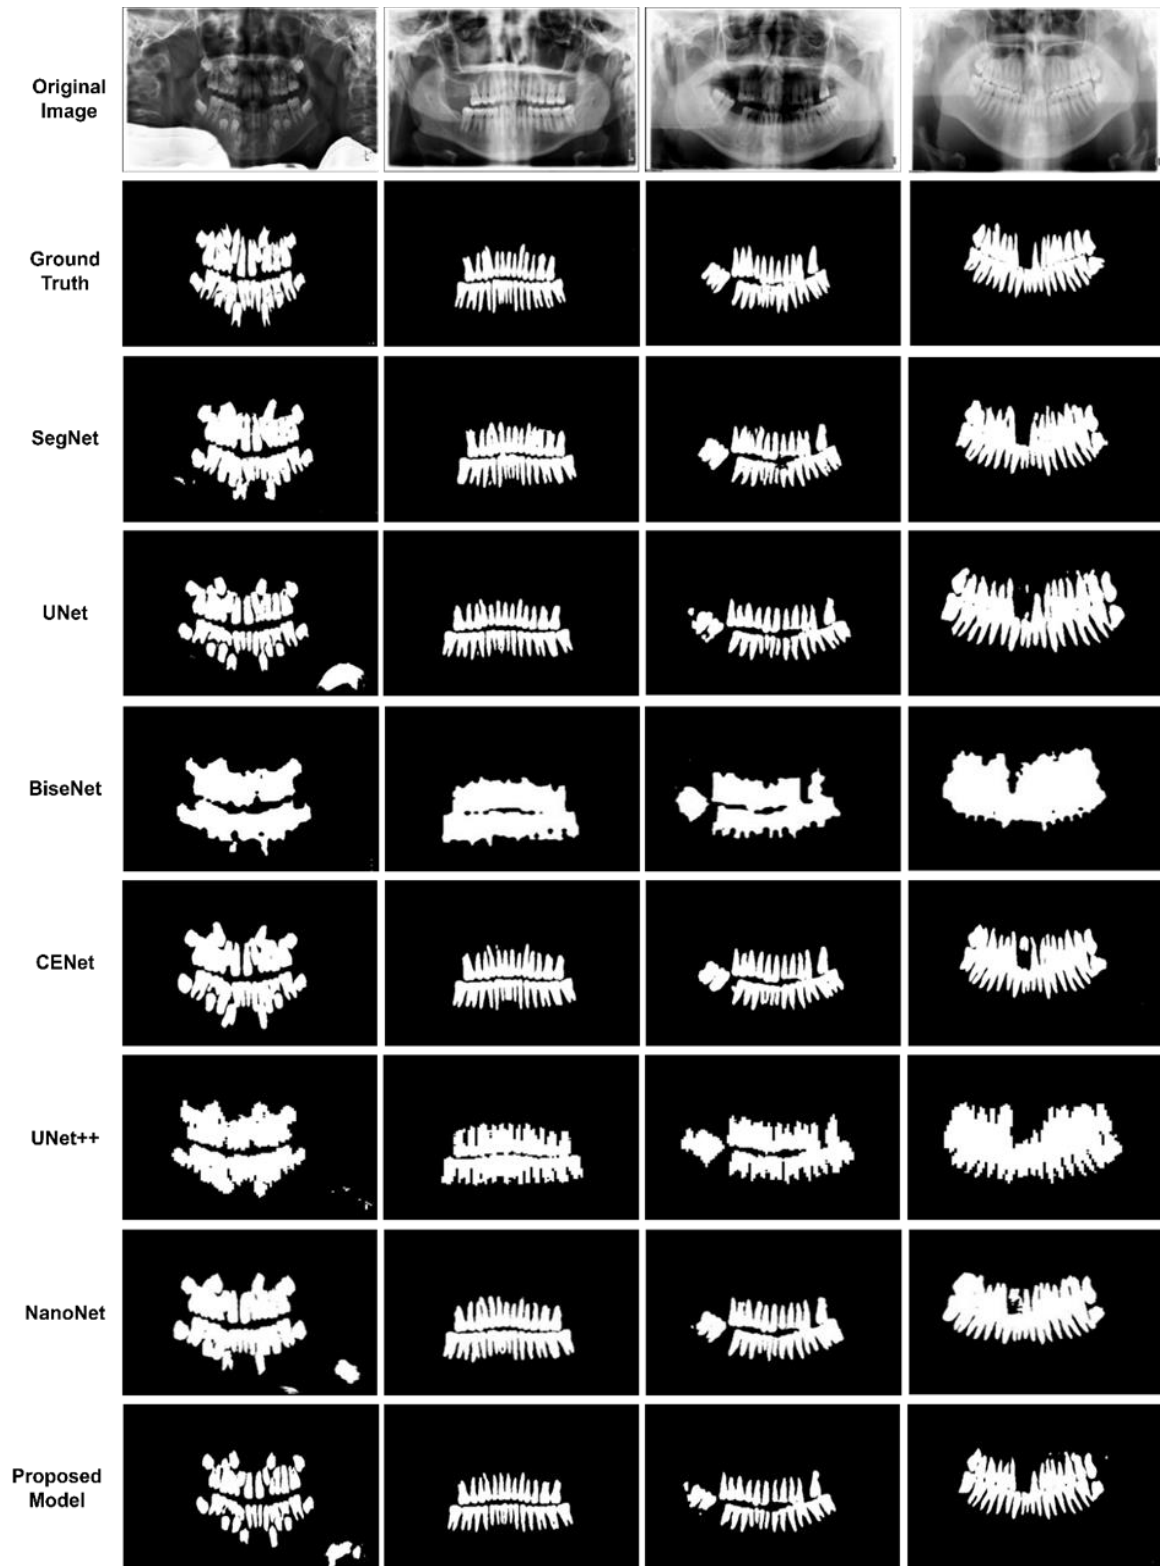 Original
Image
Ground
Truth
SegNet
UNet
BiseNet
CENet
UNet++
NanoNet
Proposed
Model